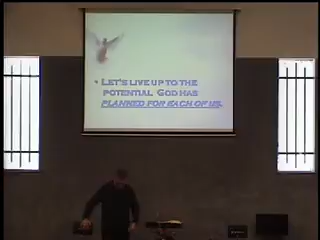 • LET'S LIVE UP TO THE
POTENTIAL GOD HAS
PLANNED FOR EACH OF US.